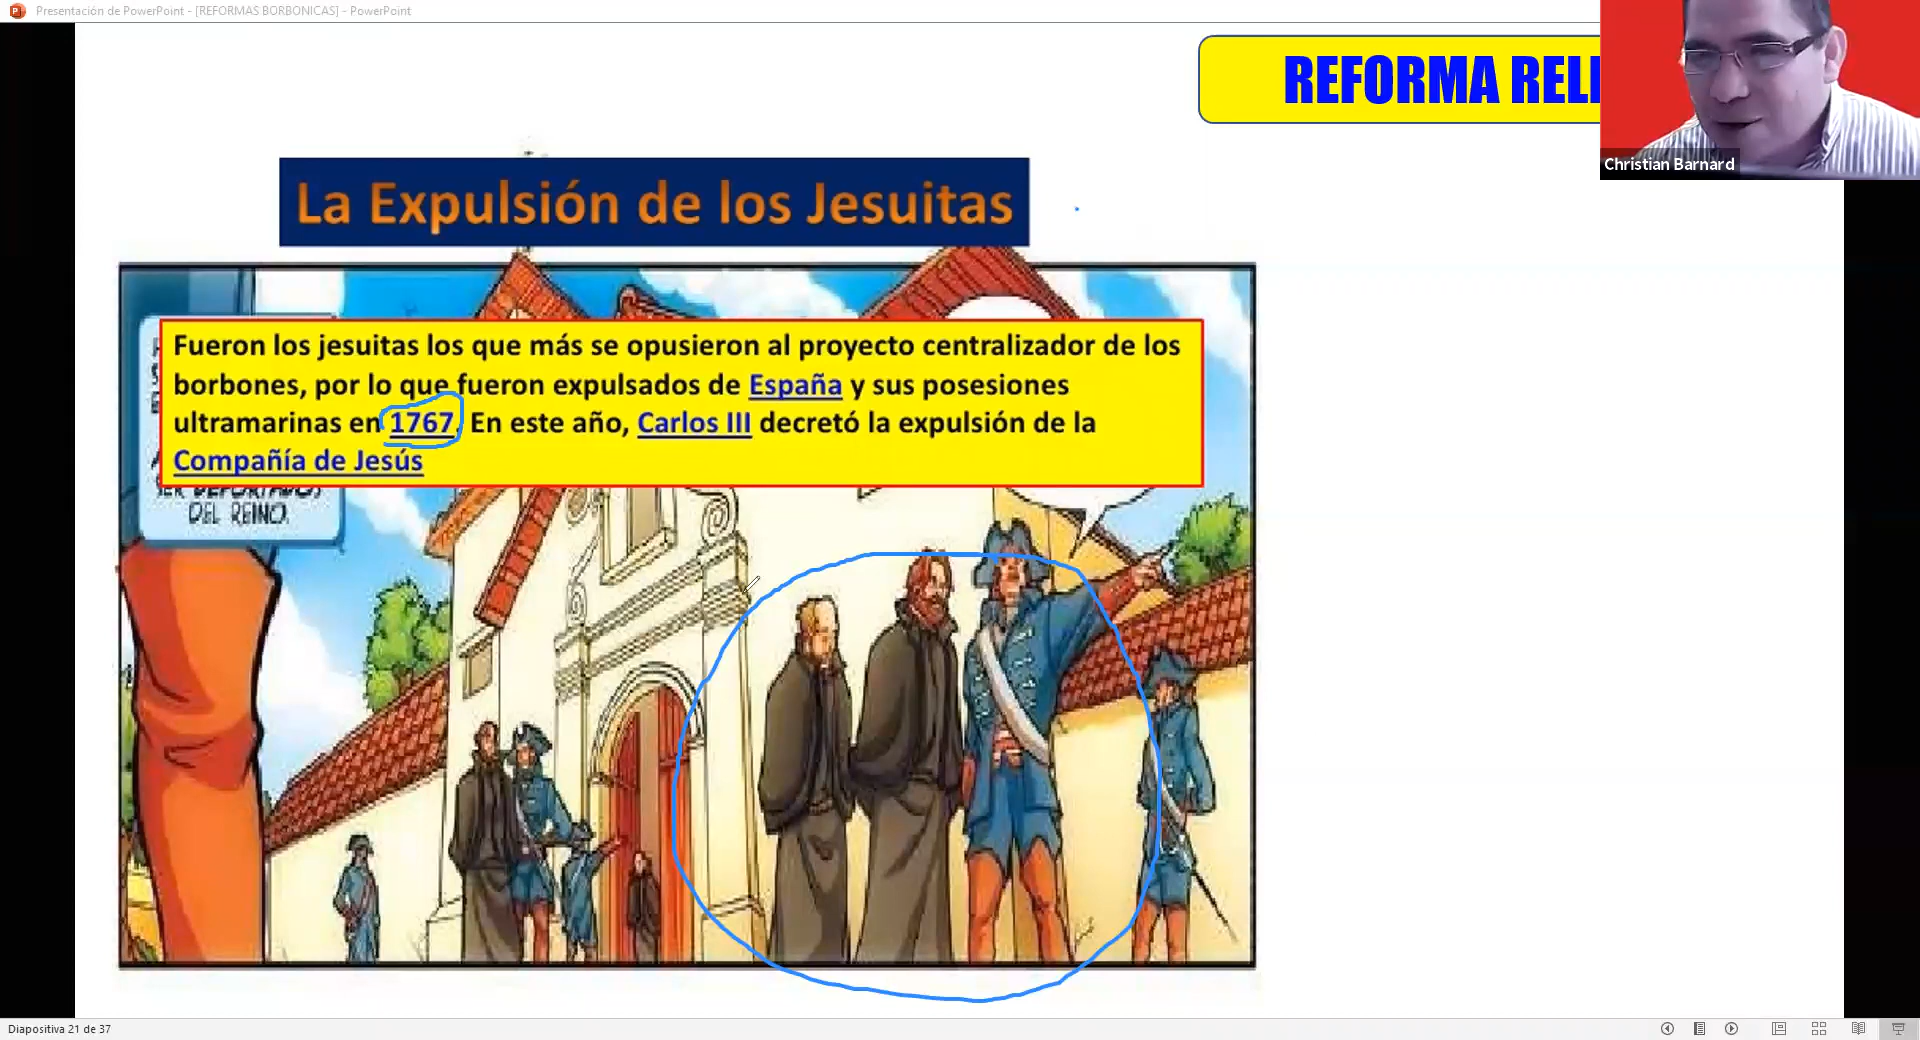 Presentación de PowerPoint - [REFORMAS BORBONICAS] - PowerPoint
REFORMA RELI
Christian Barnard
La Expulsión de los Jesuitas
Fueron los jesuitas los que más se opusieron al proyecto centralizador de los
borbones, por lo que fueron expulsados de España y sus posesiones
ultramarinas en 1767. En este año, Carlos III decretó la expulsión de la
Compañía de Jesús
SER DEPORTADOS
DEL REINO.
Diapositiva 21 de 37